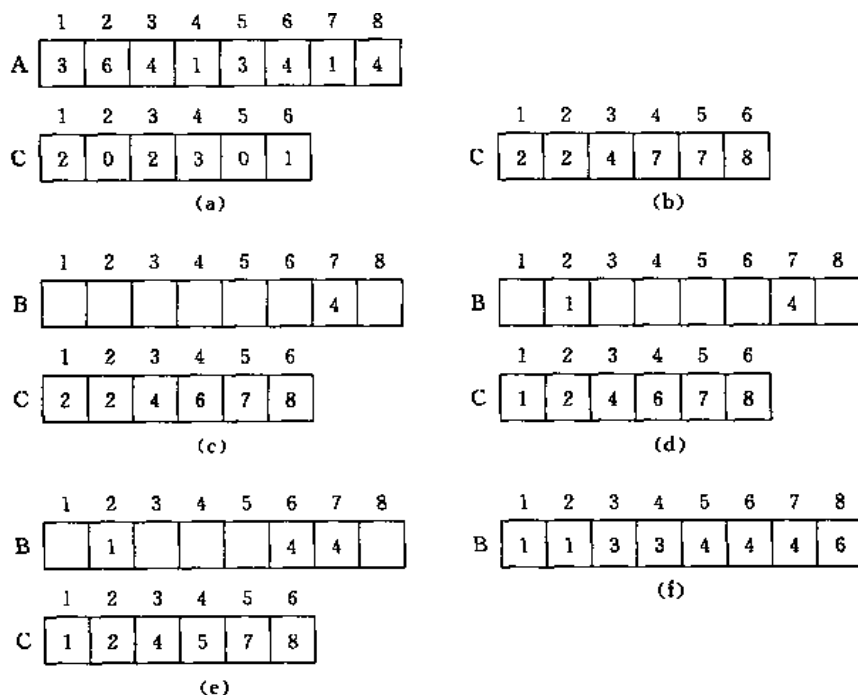 1 2 3 4 5 6 7 8
A 3 6 4 1 3 4 1 4
1 2 3 4 5 6
C 2 0 2 3 0 1
(a)
1 2 3 4 5 6
C 2 2 4 7 7 8
(b)
1 2 3 4 5 6 7 8
B 4
1 2 3 4 5 6
C 2 2 4 6 7 8
(c)
1 2 3 4 5 6 7 8
B 1 4
1 2 3 4 5 6
C 1 2 4 6 7 8
(d)
1 2 3 4 5 6 7 8
B 1 4 4
1 2 3 4 5 6
C 1 2 4 5 7 8
(e)
1 2 3 4 5 6 7 8
B 1 1 3 3 4 4 4 6
(f)